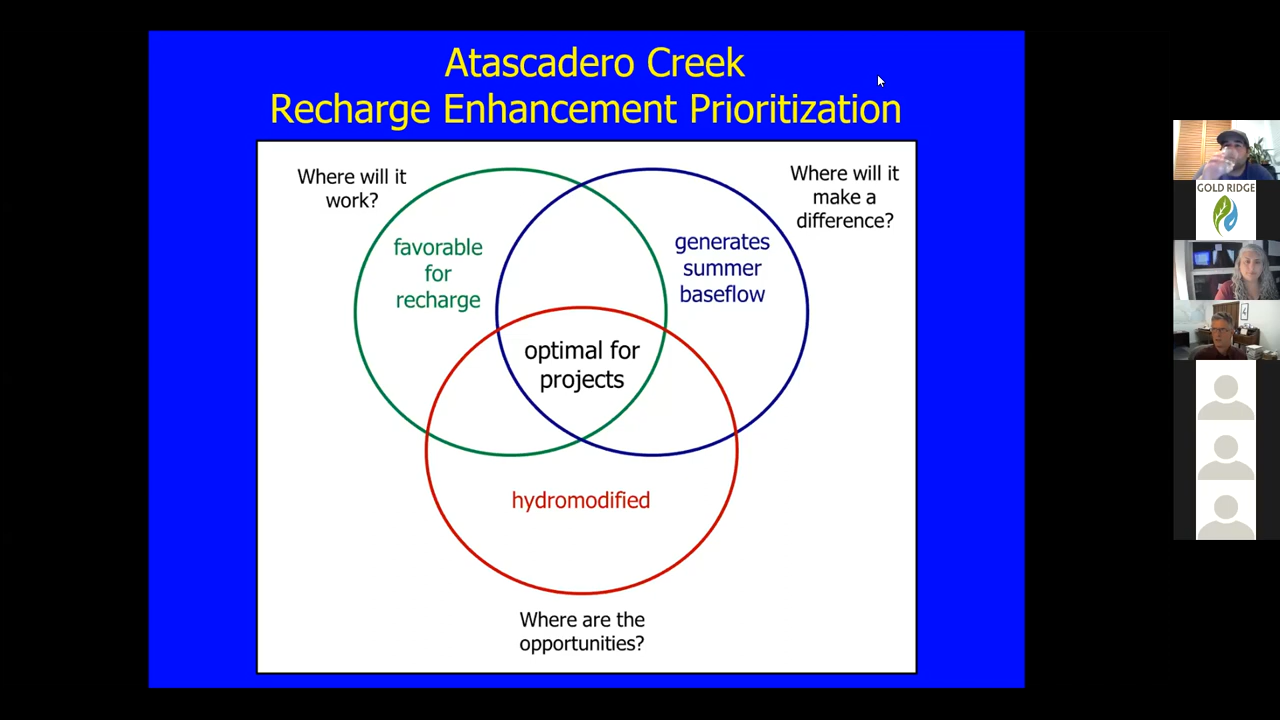 Atascadero Creek
Recharge Enhancement Prioritization
Where will it
work?
Where will it
make a
difference?
favorable
for
recharge
generates
summer
baseflow
optimal for
projects
hydromodified
Where are the
opportunities?
GOLD RIDGE